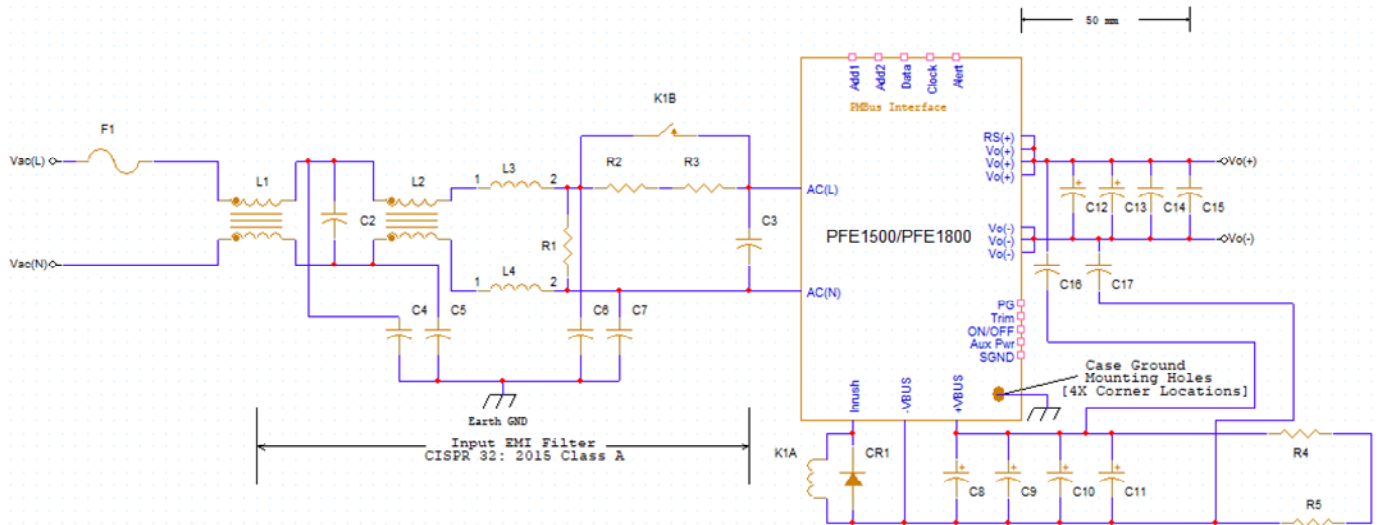 50 mm
Add1
Add2
Data
Clock
Alert
PMBus Interface
K1B
F1
RS(+)
Vo(+)
Vo(+)
Vo(+)
Vac(L)
L1
L2
L3
1
2
R2
R3
AC(L)
Vo(+)
C2
C12
C13
C14
C15
R1
C3
PFE1500/PFE1800
Vo(-)
Vo(-)
Vo(-)
Vo(-)
Vac(N)
L4
1
2
AC(N)
C16
C17
C4
C5
C6
C7
PG
Trim
ON/OFF
Aux Pwr
SGND
Case Ground
Mounting Holes
[4X Corner Locations]
Earth GND
Inrush
-VBUS
+VBUS
Input EMI Filter
CISPR 32: 2015 Class A
K1A
CR1
C8
C9
C10
C11
R4
R5